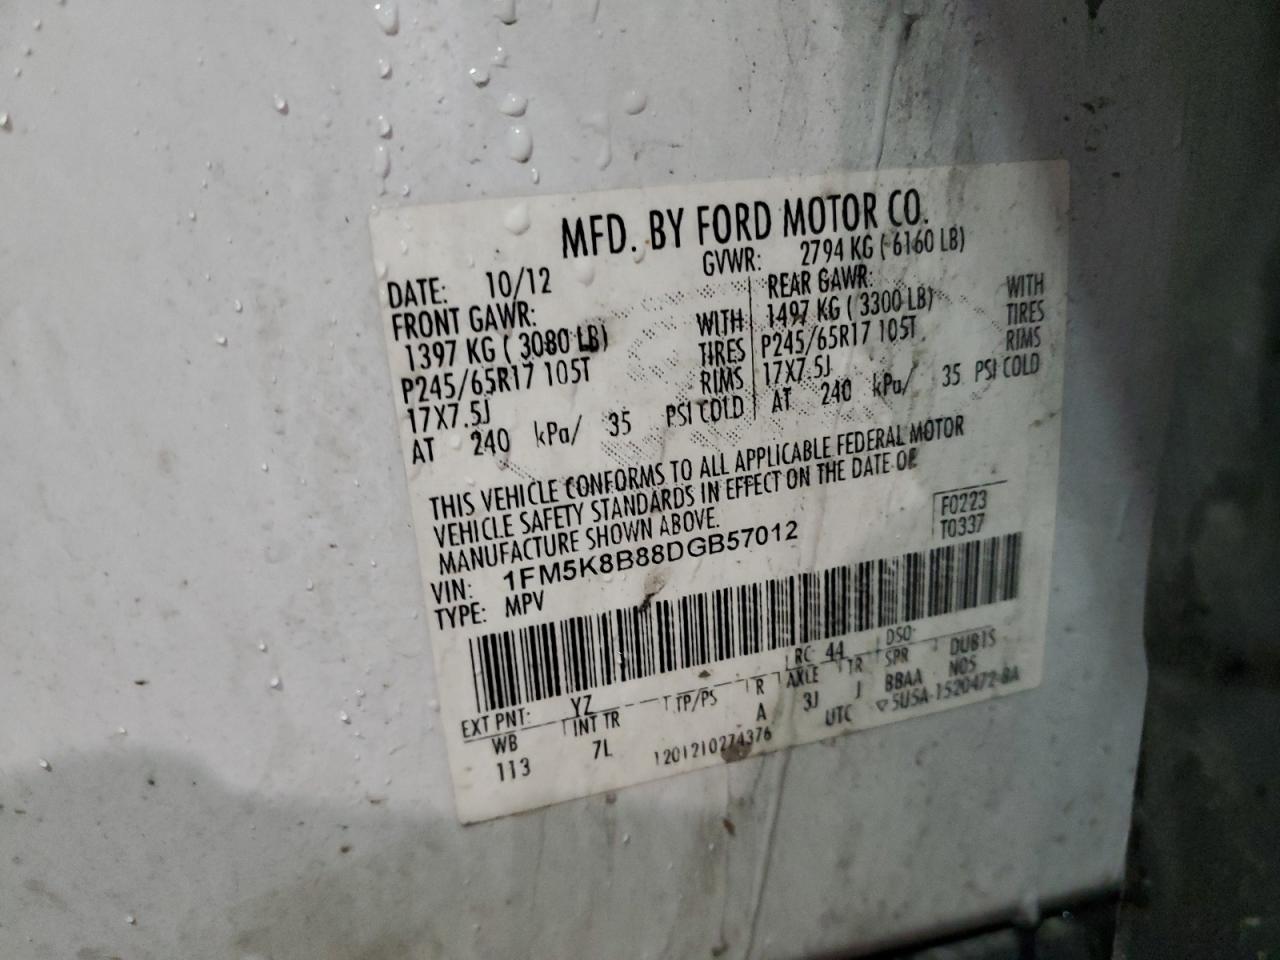 MFD. BY FORD MOTOR CO.
DATE: 10/12 GVWR: 2794 KG ( 6160 LB)
FRONT GAWR: REAR GAWR:
1397 KG ( 3080 LB) WITH 1497 KG ( 3300 LB) WITH
P245/65R17 105T TIRES P245/65R17 105T TIRES
17X7.5J RIMS 17X7.5J RIMS
AT 240 kPa/ 35 PSI COLD AT 240 kPa/ 35 PSI COLD
THIS VEHICLE CONFORMS TO ALL APPLICABLE FEDERAL MOTOR
VEHICLE SAFETY STANDARDS IN EFFECT ON THE DATE OF
MANUFACTURE SHOWN ABOVE.
F0223
T0337
VIN: 1FM5K8B88DGB57012
TYPE: MPV
EXT PNT: YZ RC: 44 DSO:
WB INT TR TP/PS R AXLE TR SPR DUBIS
113 7L A 3J J BBAA N05
1201210274376 UTC ▽5U5A-1520472-BA